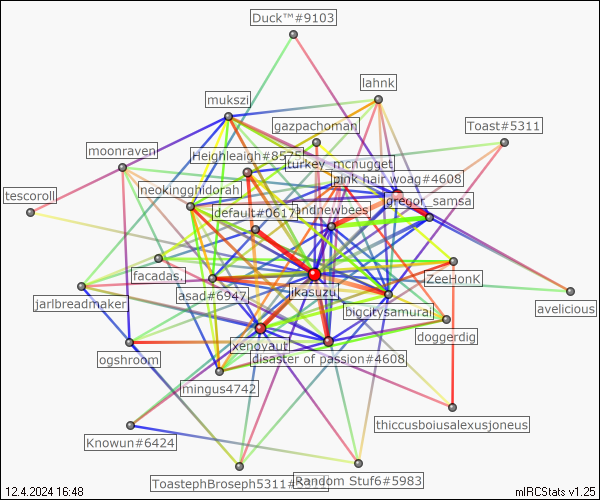 Duck™#9103
lahnk
mukszi
gazpachoman
Toast#5311
moonraven
Heighleaigh#8575
turkey_mcnugget
pink hair woag#4608
tescoroll
neokingghidorah
gregor_samsa
default#0617
andnewbees
facadas.
ZeeHonK
asad#6947
ikasuzu
jarlbreadmaker
bigcitysamurai
avelicious
doggerdig
xenovaut
ogshroom
disaster of passion#4608
mingus4742
thiccusboiusalexusjoneus
Knowun#6424
ToastephBroseph5311#
Random Stuf6#5983
12.4.2024 16:48
mIRCStats v1.25